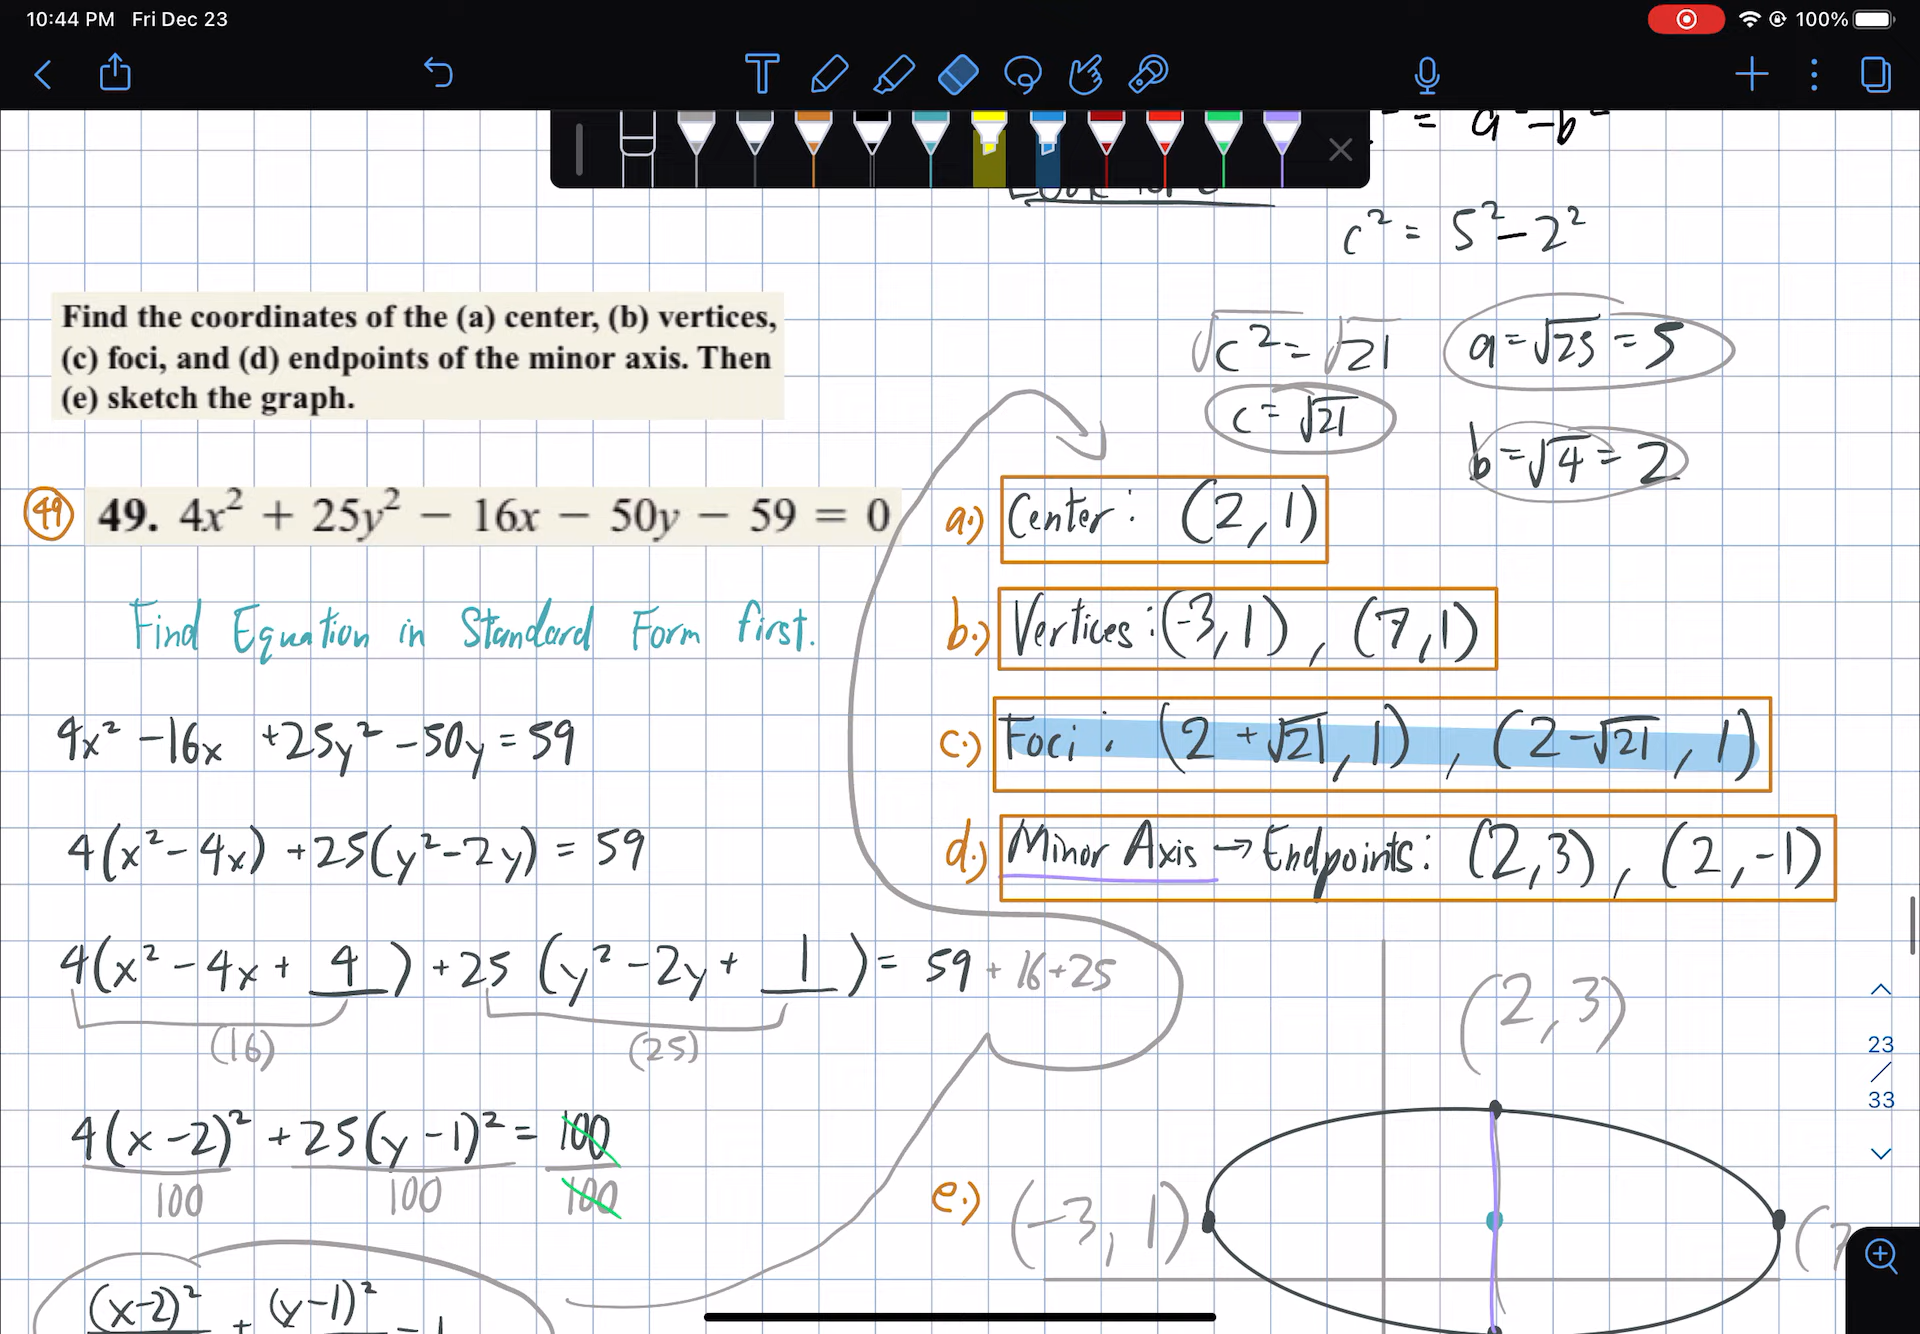 10:44 PM Fri Dec 23
100%
= a² - b²
c² = 5² - 2²
Find the coordinates of the (a) center, (b) vertices,
(c) foci, and (d) endpoints of the minor axis. Then
(e) sketch the graph.
√c² = √21
a = √25 = 5
c = √21
b = √4 = 2
49
49. 4x² + 25y² − 16x − 50y − 59 = 0
a.) Center: (2, 1)
Find Equation in Standard Form first.
b.) Vertices: (-3, 1), (7, 1)
4x² - 16x + 25y² - 50y = 59
c.) Foci: (2 + √21, 1), (2 - √21, 1)
4(x² - 4x) + 25(y² - 2y) = 59
d.) Minor Axis → Endpoints: (2, 3), (2, -1)
4(x² - 4x + 4) + 25(y² - 2y + 1) = 59 + 16 + 25
(16) (25)
(2, 3)
23
/
33
4(x - 2)² + 25(y - 1)² = 100
100 100 100
e.) (-3, 1)
(7
(x-2)² + (y-1)² = 1